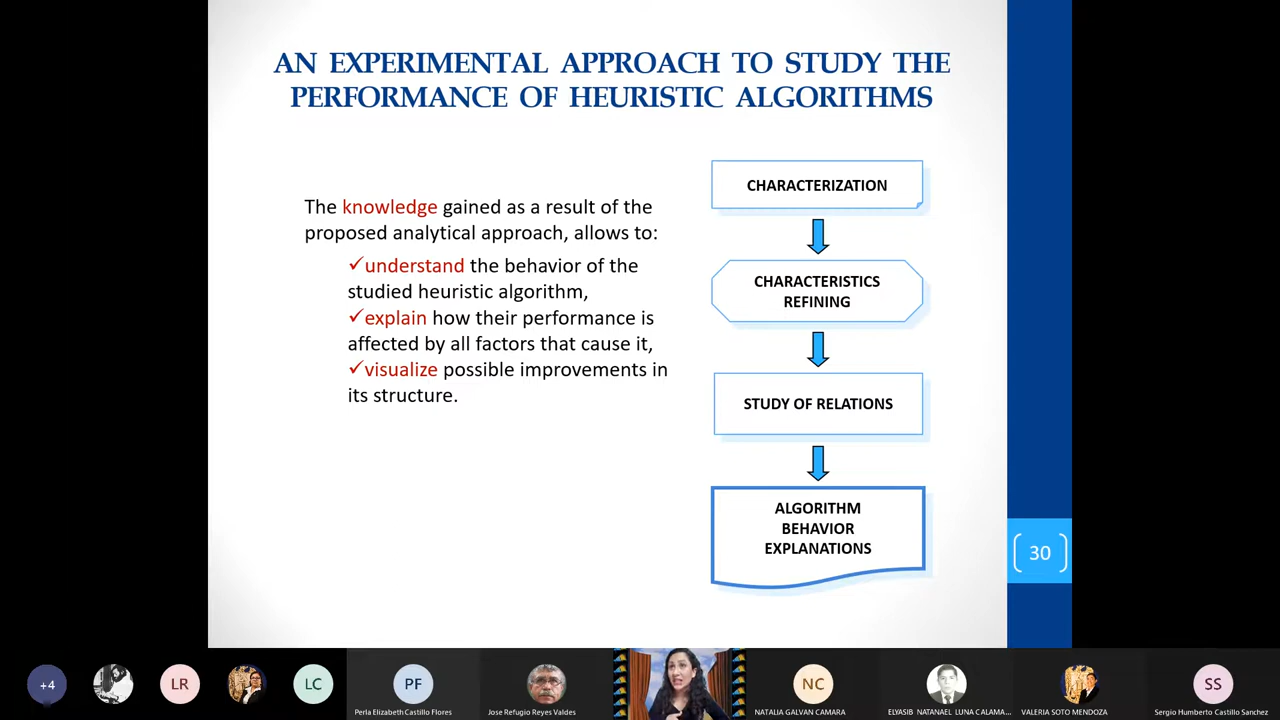 AN EXPERIMENTAL APPROACH TO STUDY THE
PERFORMANCE OF HEURISTIC ALGORITHMS
The knowledge gained as a result of the
proposed analytical approach, allows to:
✓understand the behavior of the
studied heuristic algorithm,
✓explain how their performance is
affected by all factors that cause it,
✓visualize possible improvements in
its structure.
CHARACTERIZATION
CHARACTERISTICS
REFINING
STUDY OF RELATIONS
ALGORITHM
BEHAVIOR
EXPLANATIONS
30
+4
LR
LC
PF
NC
SS
Perla Elizabeth Castillo Flores
Jose Refugio Reyes Valdes
NATALIA GALVAN CAMARA
ELYASIB NATANAEL LUNA CALAMA...
VALERIA SOTO MENDOZA
Sergio Humberto Castillo Sanchez